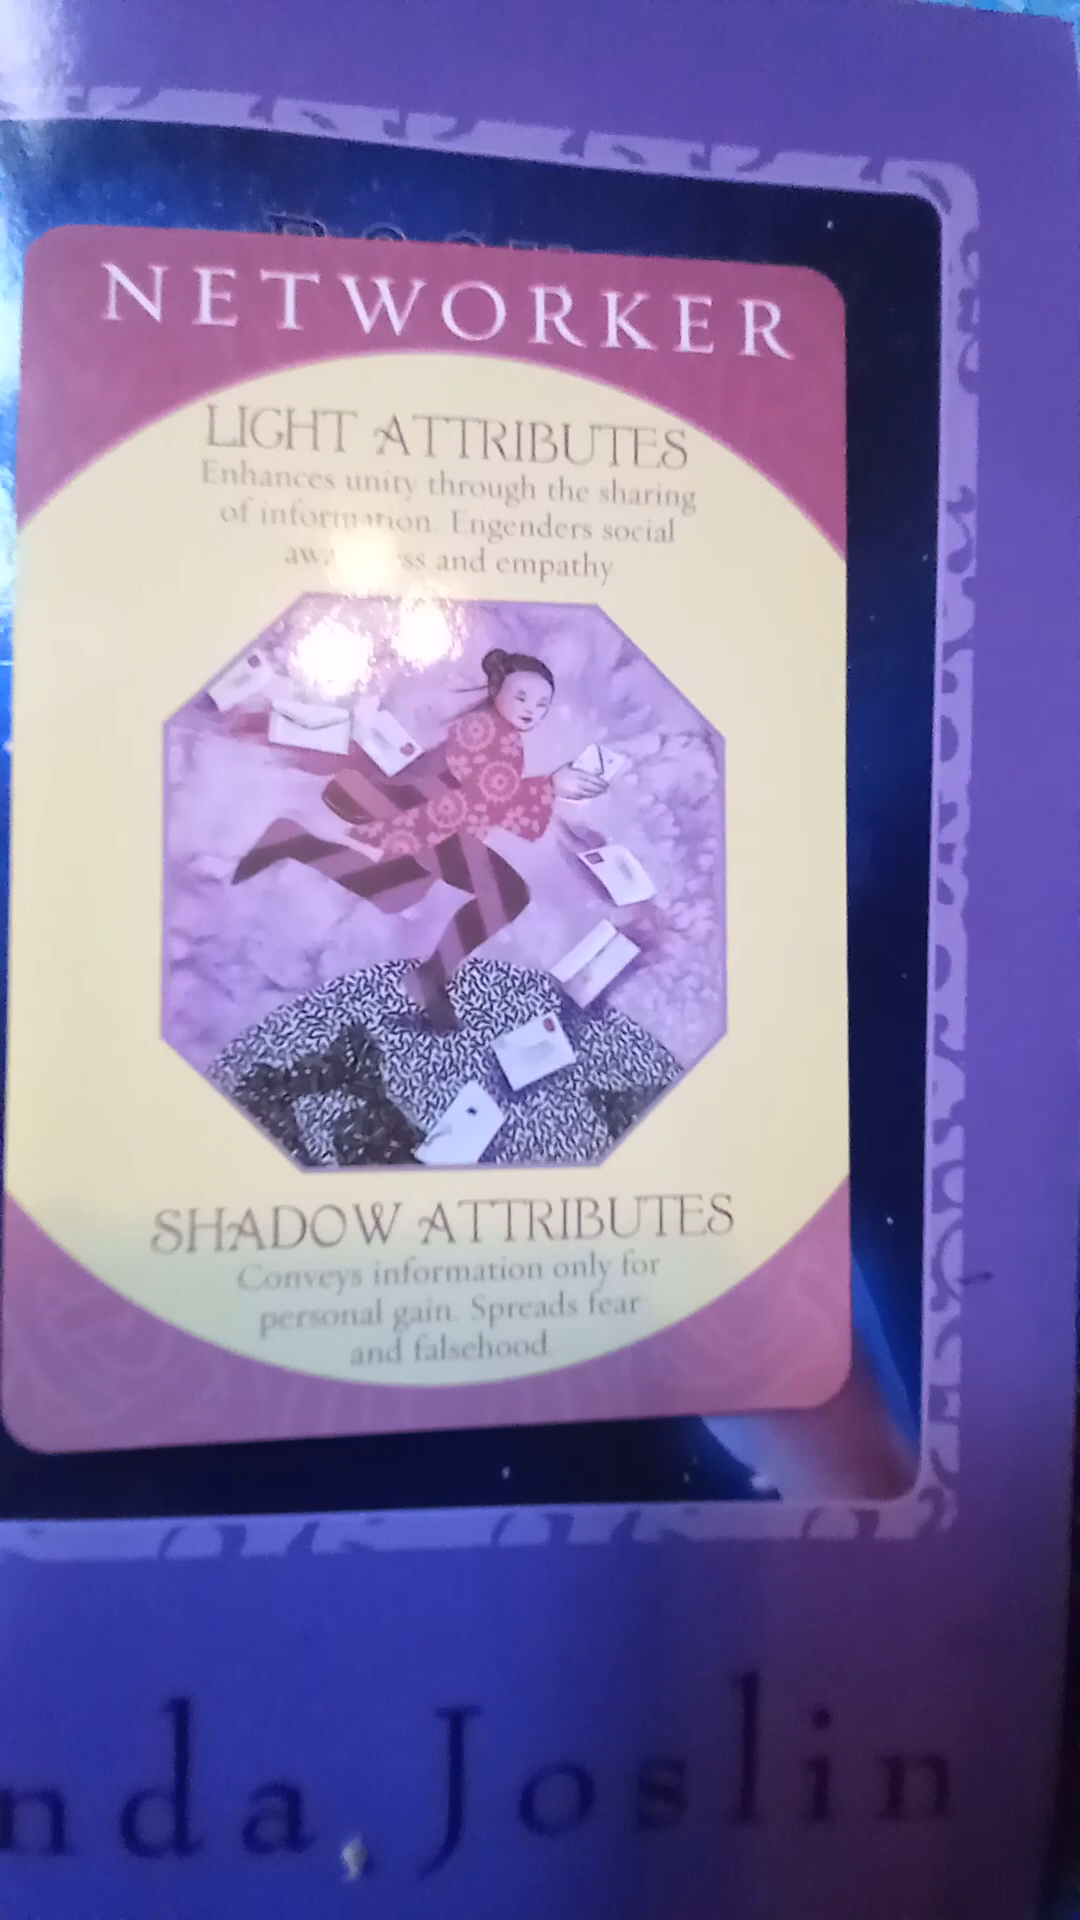 NETWORKER
LIGHT ATTRIBUTES
Enhances unity through the sharing
of information. Engenders social
and empathy
SHADOW ATTRIBUTES
Conveys information only for
personal gain. Spreads fear
and falsehood.
nda Joslin